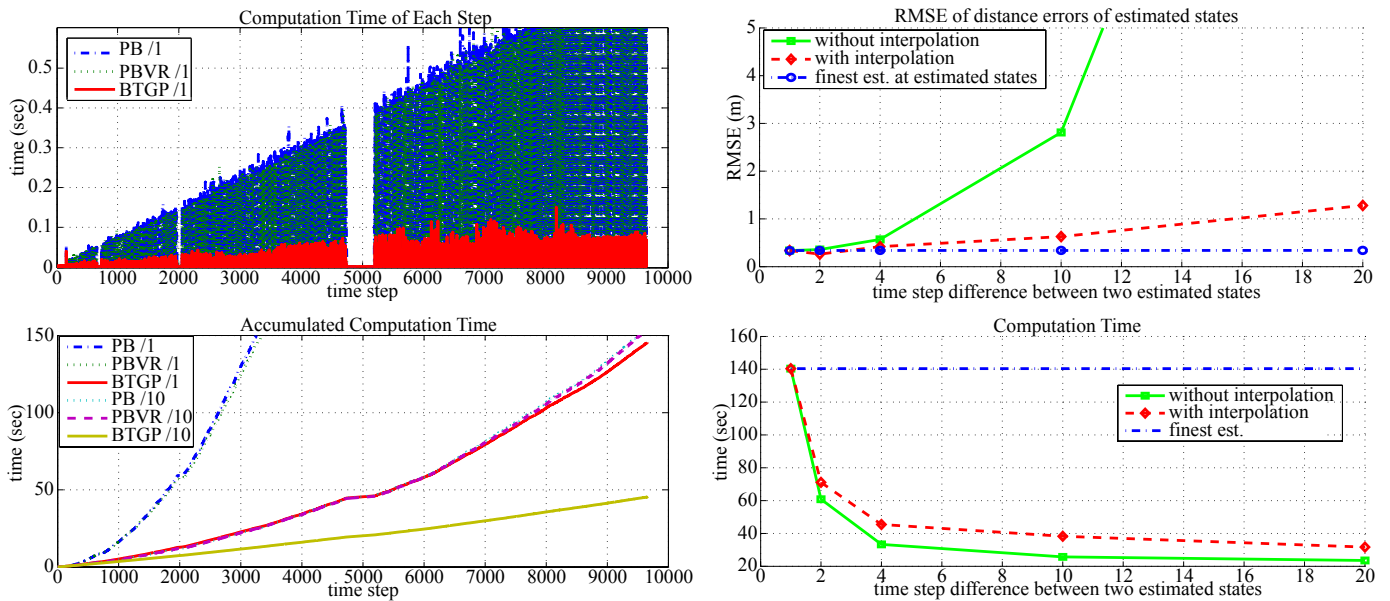 Computation Time of Each Step
PB /1
PBVR /1
BTGP /1
time (sec)
0.5
0.4
0.3
0.2
0.1
0
0 1000 2000 3000 4000 5000 6000 7000 8000 9000 10000
time step
RMSE of distance errors of estimated states
without interpolation
with interpolation
finest est. at estimated states
RMSE (m)
5
4
3
2
1
0
0 2 4 6 8 10 12 14 16 18 20
time step difference between two estimated states
Accumulated Computation Time
PB /1
PBVR /1
BTGP /1
PB /10
PBVR /10
BTGP /10
time (sec)
150
100
50
0
0 1000 2000 3000 4000 5000 6000 7000 8000 9000 10000
time step
Computation Time
without interpolation
with interpolation
finest est.
time (sec)
160
140
120
100
80
60
40
20
0 2 4 6 8 10 12 14 16 18 20
time step difference between two estimated states